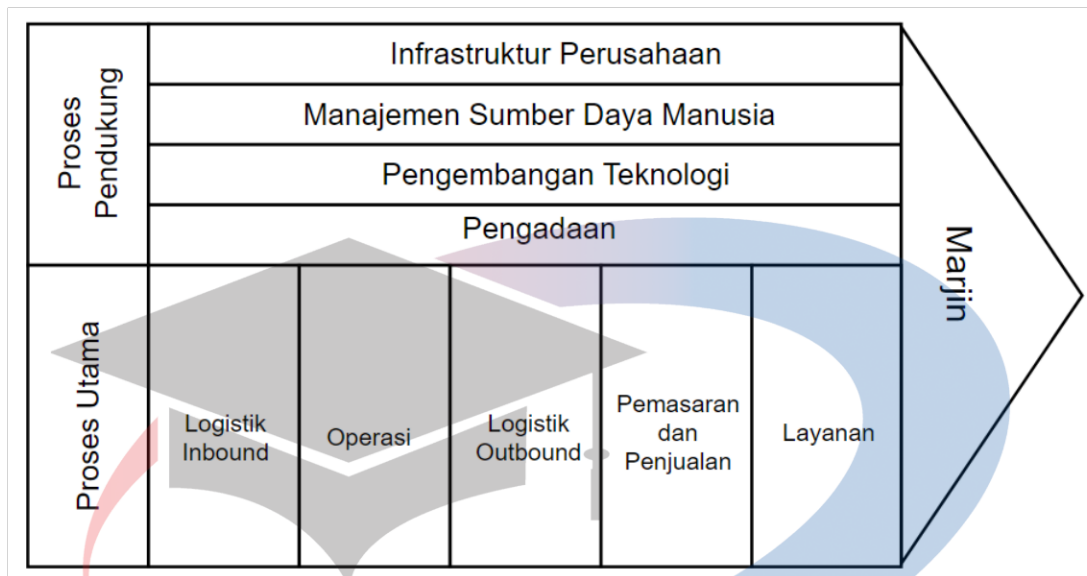 Proses
Pendukung
Infrastruktur Perusahaan
Manajemen Sumber Daya Manusia
Pengembangan Teknologi
Pengadaan
Proses Utama
Logistik
Inbound
Operasi
Logistik
Outbound
Pemasaran
dan
Penjualan
Layanan
Marjin